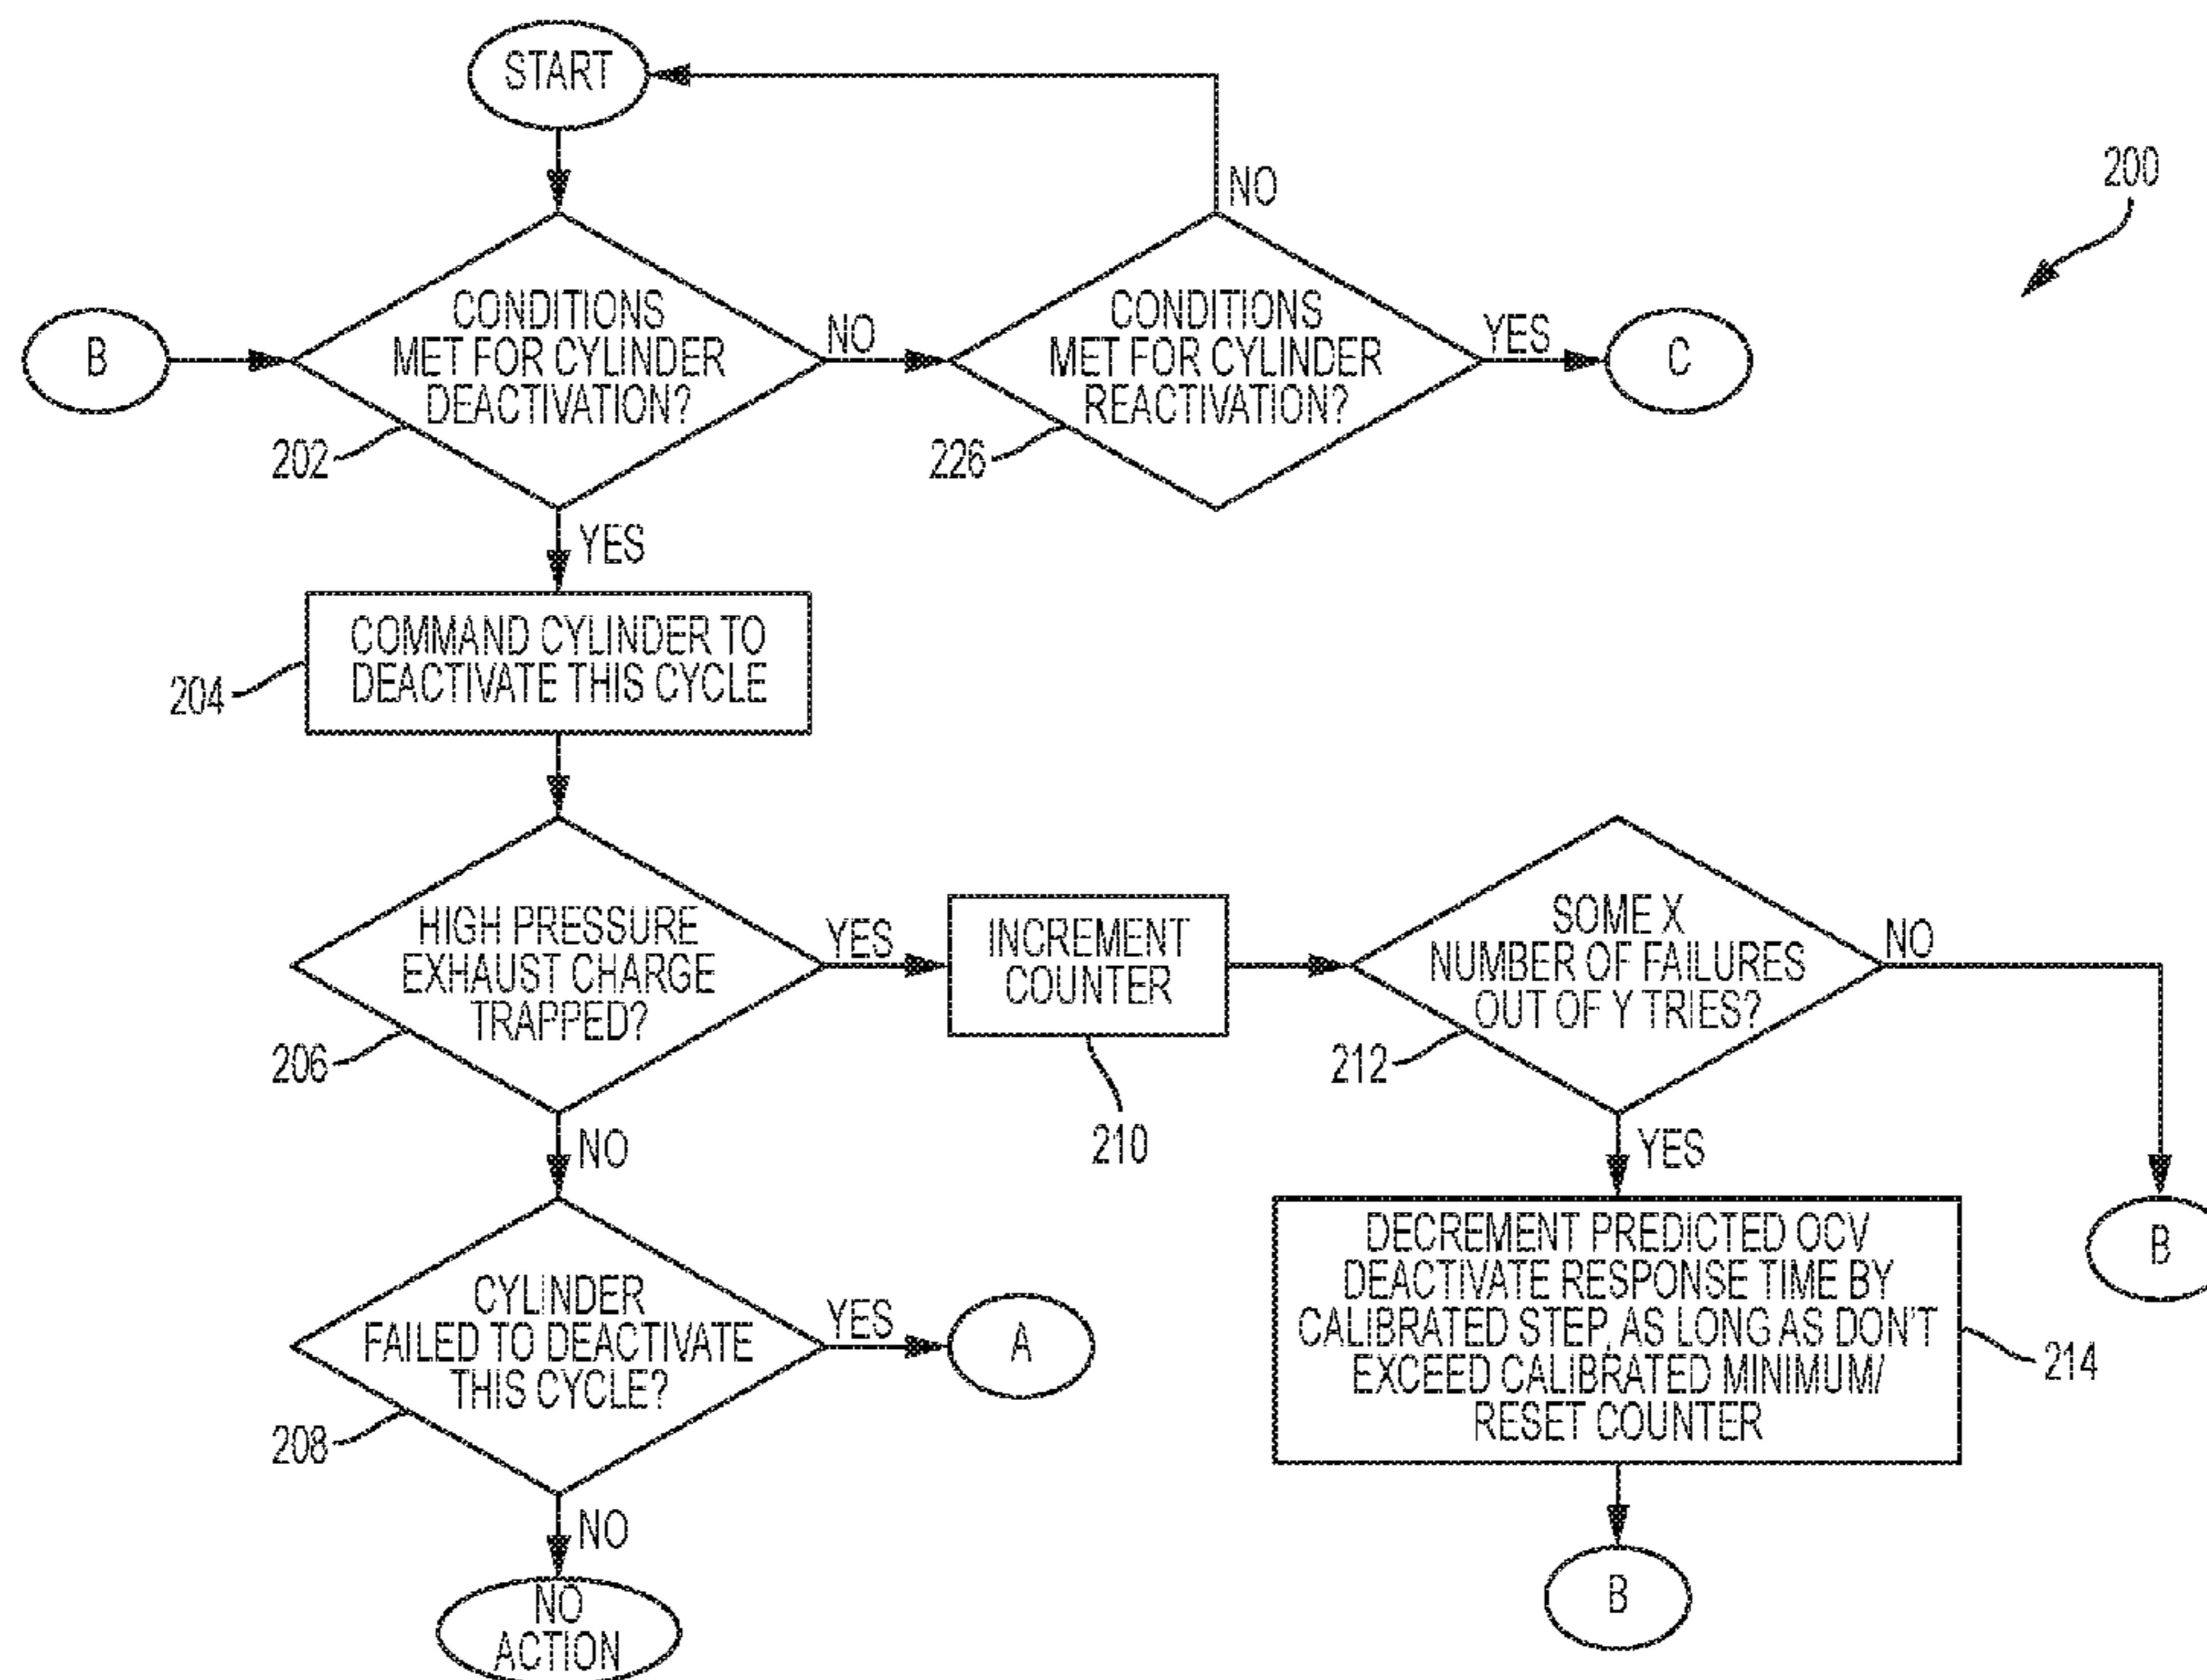 START
200
NO
B
CONDITIONS
MET FOR CYLINDER
DEACTIVATION?
202
NO
CONDITIONS
MET FOR CYLINDER
REACTIVATION?
226
YES
C
YES
COMMAND CYLINDER TO
DEACTIVATE THIS CYCLE
204
HIGH PRESSURE
EXHAUST CHARGE
TRAPPED?
206
YES
INCREMENT
COUNTER
210
SOME X
NUMBER OF FAILURES
OUT OF Y TRIES?
212
NO
B
NO
YES
CYLINDER
FAILED TO DEACTIVATE
THIS CYCLE?
208
YES
A
DECREMENT PREDICTED OCV
DEACTIVATE RESPONSE TIME BY
CALIBRATED STEP, AS LONG AS DON'T
EXCEED CALIBRATED MINIMUM/
RESET COUNTER
214
NO
NO
ACTION
B